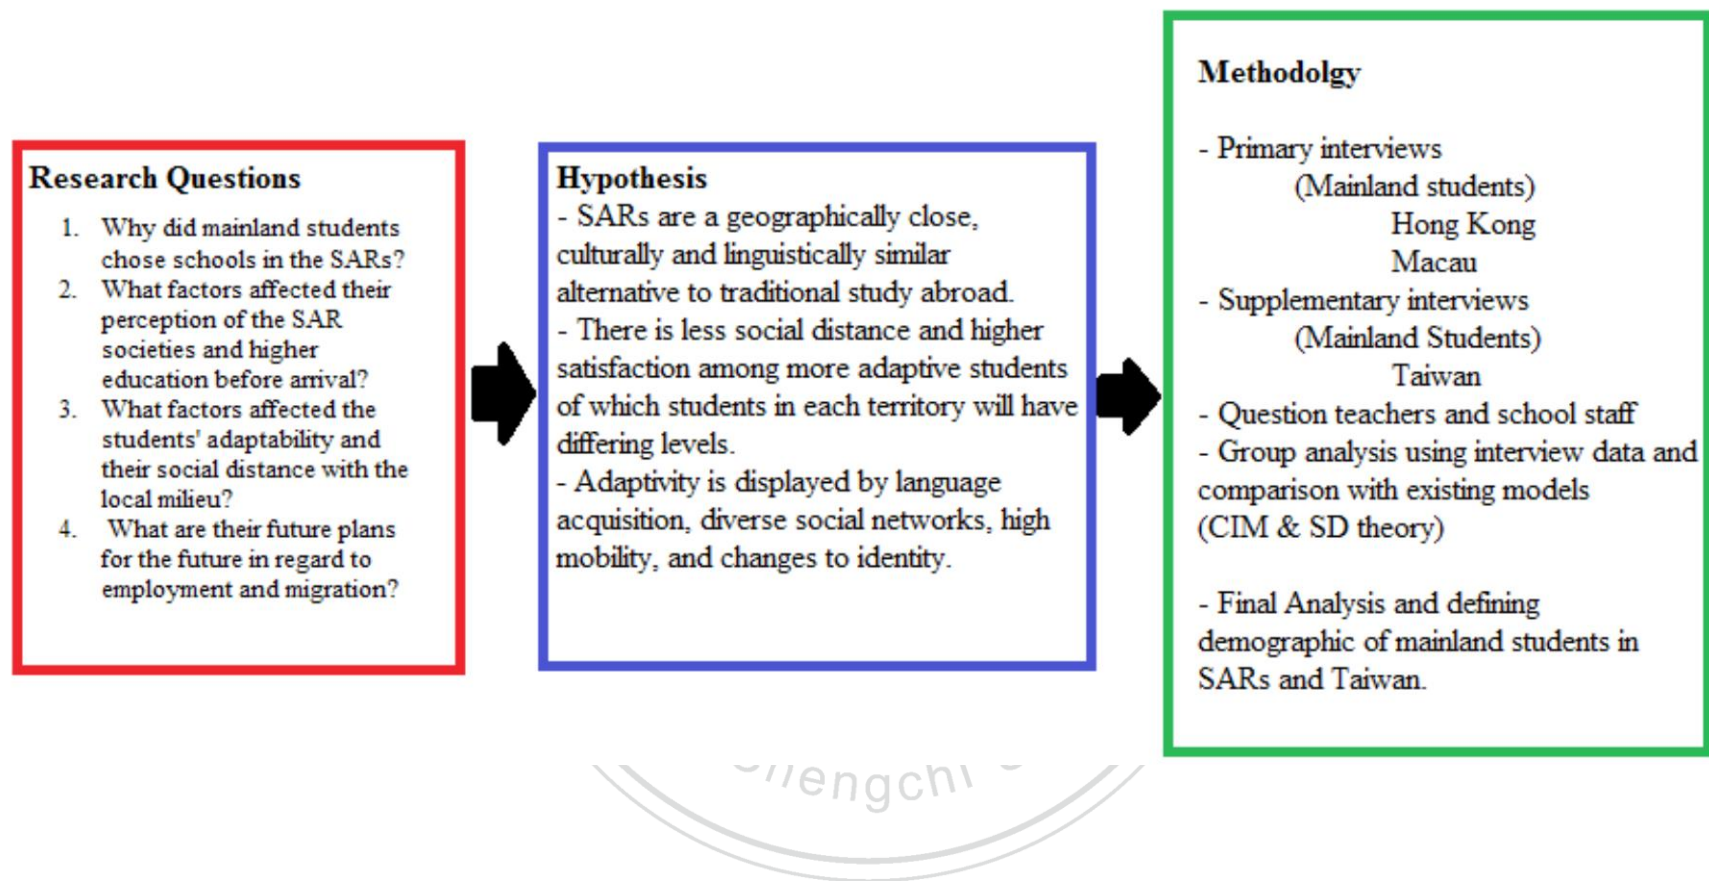 Research Questions
1. Why did mainland students
chose schools in the SARs?
2. What factors affected their
perception of the SAR
societies and higher
education before arrival?
3. What factors affected the
students' adaptability and
their social distance with the
local milieu?
4. What are their future plans
for the future in regard to
employment and migration?
Hypothesis
- SARs are a geographically close,
culturally and linguistically similar
alternative to traditional study abroad.
- There is less social distance and higher
satisfaction among more adaptive students
of which students in each territory will have
differing levels.
- Adaptivity is displayed by language
acquisition, diverse social networks, high
mobility, and changes to identity.
Methodolgy
- Primary interviews
(Mainland students)
Hong Kong
Macau
- Supplementary interviews
(Mainland Students)
Taiwan
- Question teachers and school staff
- Group analysis using interview data and
comparison with existing models
(CIM & SD theory)
- Final Analysis and defining
demographic of mainland students in
SARs and Taiwan.